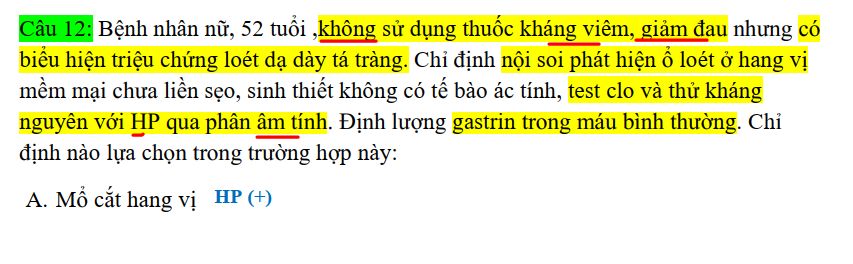 Câu 12: Bệnh nhân nữ, 52 tuổi ,không sử dụng thuốc kháng viêm, giảm đau nhưng có
biểu hiện triệu chứng loét dạ dày tá tràng. Chỉ định nội soi phát hiện ổ loét ở hang vị
mềm mại chưa liền sẹo, sinh thiết không có tế bào ác tính, test clo và thử kháng
nguyên với HP qua phân âm tính. Định lượng gastrin trong máu bình thường. Chỉ
định nào lựa chọn trong trường hợp này:
A. Mổ cắt hang vị HP (+)